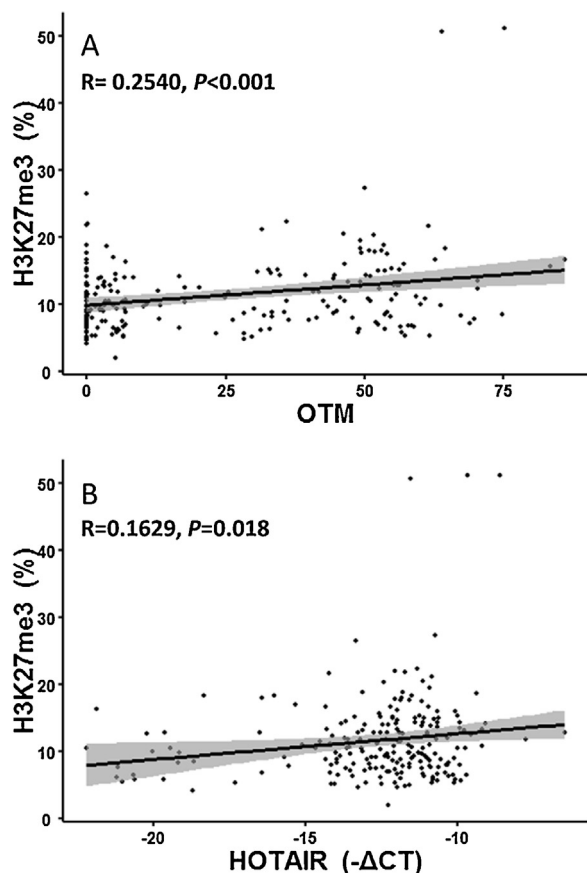 A
R= 0.2540, P<0.001
H3K27me3 (%)
50
40
30
20
10
0
0 25 50 75
OTM
B
R=0.1629, P=0.018
H3K27me3 (%)
50
40
30
20
10
0
-20 -15 -10
HOTAIR (-ΔCT)